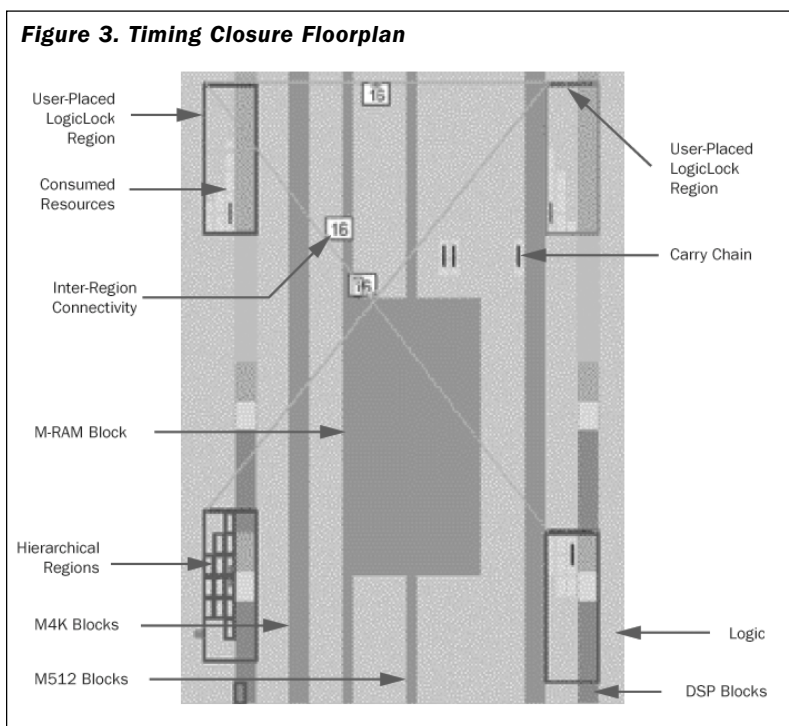 Figure 3. Timing Closure Floorplan
User-Placed
LogicLock
Region
Consumed
Resources
Inter-Region
Connectivity
M-RAM Block
Hierarchical
Regions
M4K Blocks
M512 Blocks
16
16
16
User-Placed
LogicLock
Region
Carry Chain
Logic
DSP Blocks